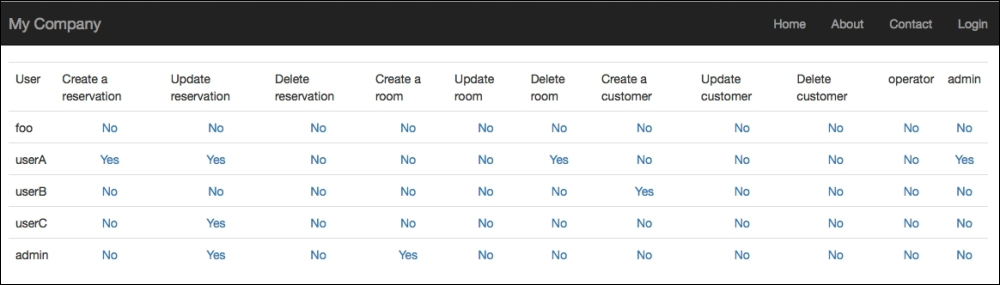 My Company Home About Contact Login
User Create a reservation Update reservation Delete reservation Create a room Update room Delete room Create a customer Update customer Delete customer operator admin
foo No No No No No No No No No No No
userA Yes Yes No No No Yes No No No No Yes
userB No No No No No No Yes No No No No
userC No Yes No No No No No No No No No
admin No Yes No Yes No No No No No No No